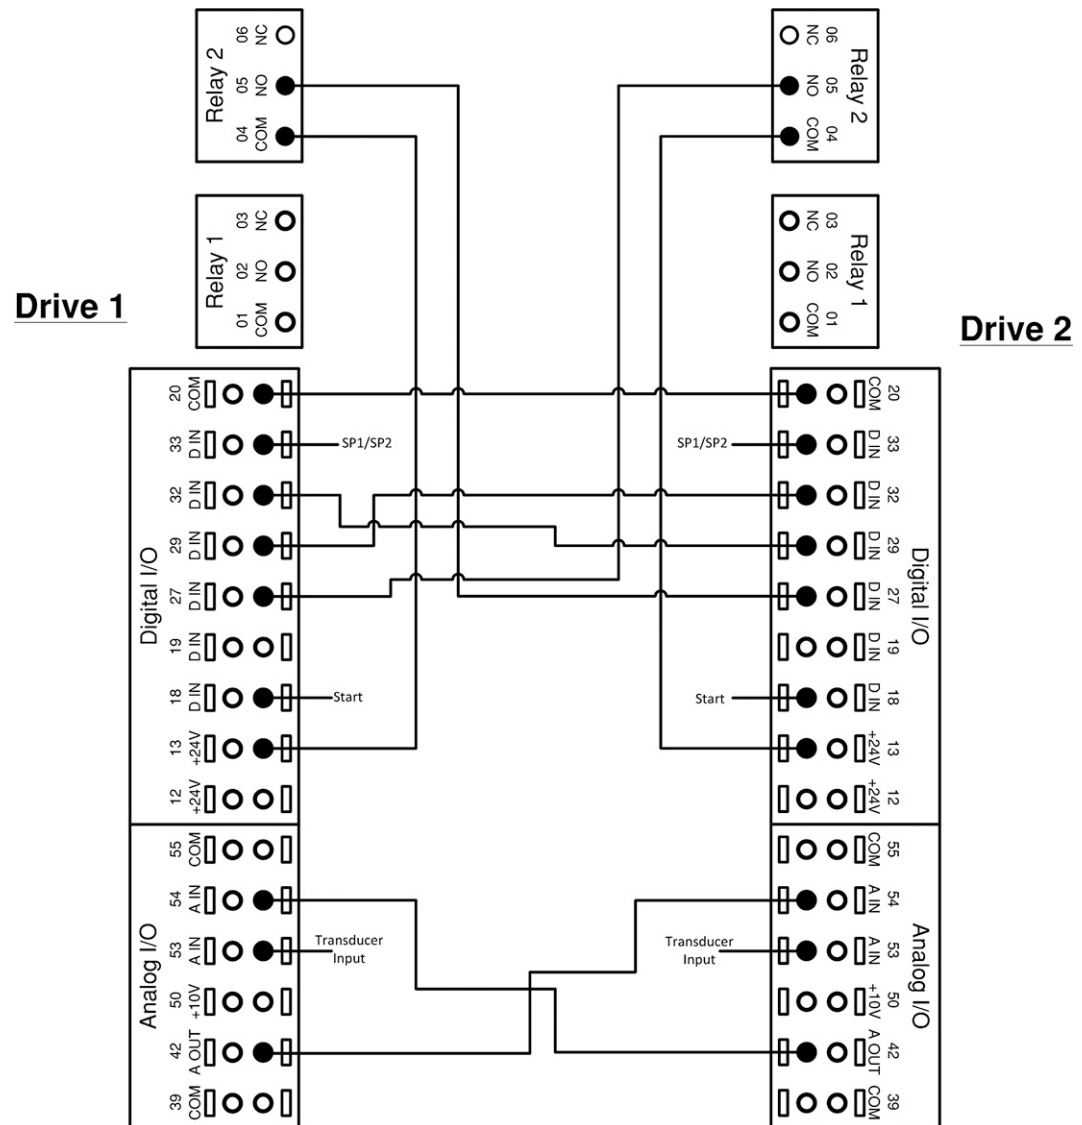 Relay 2
06 NC
05 NO
04 COM
Relay 1
03 NC
02 NO
01 COM
Drive 1
Digital I/O
20 COM
33 D IN
SP1/SP2
32 D IN
29 D IN
27 D IN
19 D IN
18 D IN
Start
13 +24V
12 +24V
Analog I/O
55 COM
54 A IN
53 A IN
Transducer
Input
50 +10V
42 A OUT
39 COM
Relay 2
06 NC
05 NO
04 COM
Relay 1
03 NC
02 NO
01 COM
Drive 2
Digital I/O
20 COM
SP1/SP2
33 D IN
32 D IN
29 D IN
27 D IN
19 D IN
Start
18 D IN
13 +24V
12 +24V
Analog I/O
55 COM
54 A IN
Transducer
Input
53 A IN
50 +10V
42 A OUT
39 COM